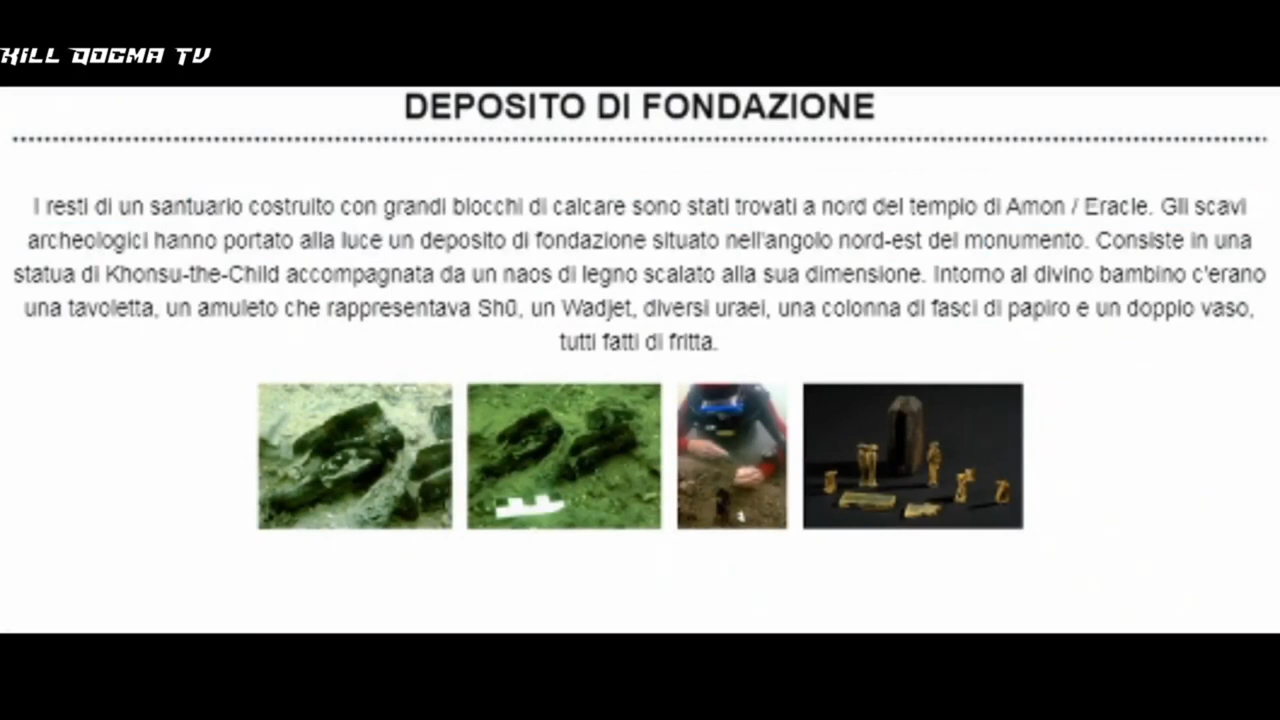 KILL DOGMA TV
DEPOSITO DI FONDAZIONE
I resti di un santuario costruito con grandi blocchi di calcare sono stati trovati a nord del tempio di Amon / Eracle. Gli scavi
archeologici hanno portato alla luce un deposito di fondazione situato nell'angolo nord-est del monumento. Consiste in una
statua di Khonsu-the-Child accompagnata da un naos di legno scalato alla sua dimensione. Intorno al divino bambino c'erano
una tavoletta, un amuleto che rappresentava Shû, un Wadjet, diversi uraei, una colonna di fasci di papiro e un doppio vaso,
tutti fatti di fritta.